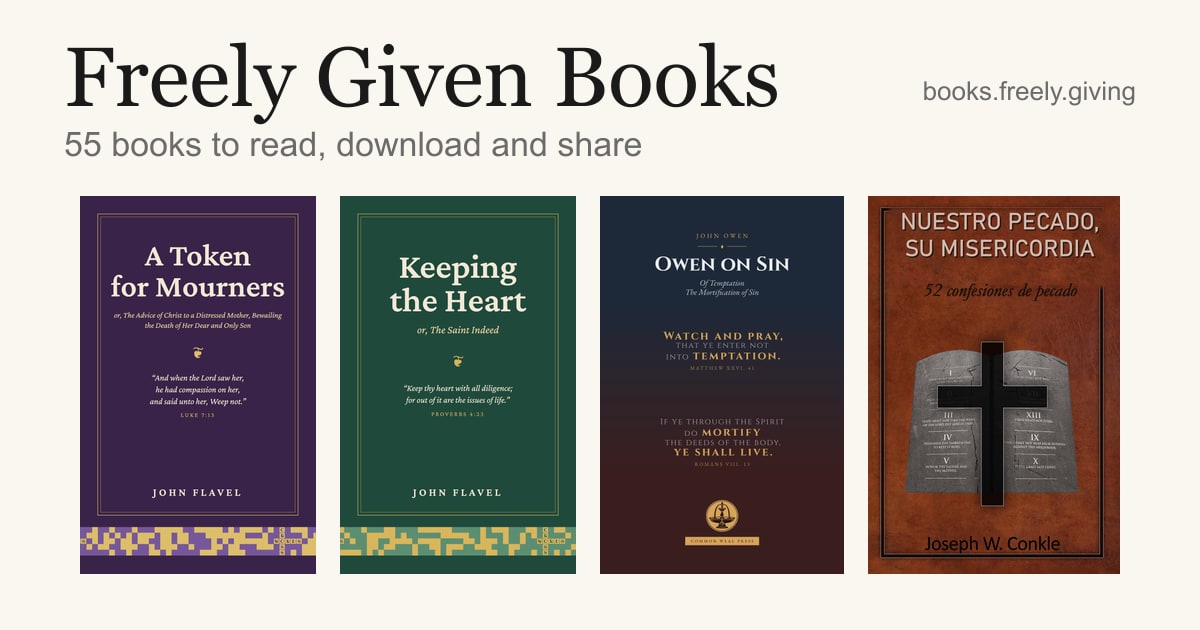 Freely Given Books
books.freely.giving
55 books to read, download and share
A Token
for Mourners
or, The Advice of Christ to a Distressed Mother, Bewailing
the Death of Her Dear and Only Son
“And when the Lord saw her,
he had compassion on her,
and said unto her, Weep not.”
LUKE 7:13
JOHN FLAVEL
Keeping
the Heart
or, The Saint Indeed
“Keep thy heart with all diligence;
for out of it are the issues of life.”
PROVERBS 4:23
JOHN FLAVEL
JOHN OWEN
OWEN ON SIN
Of Temptation
The Mortification of Sin
WATCH AND PRAY,
THAT YE ENTER NOT
INTO TEMPTATION.
MATTHEW XXVI. 41
IF YE THROUGH THE SPIRIT
DO MORTIFY
THE DEEDS OF THE BODY,
YE SHALL LIVE.
ROMANS VIII. 13
COMMON WEAL PRESS
NUESTRO PECADO,
SU MISERICORDIA
52 confesiones de pecado
I
VI
III
XIII
IV
IX
V
X
Joseph W. Conkle